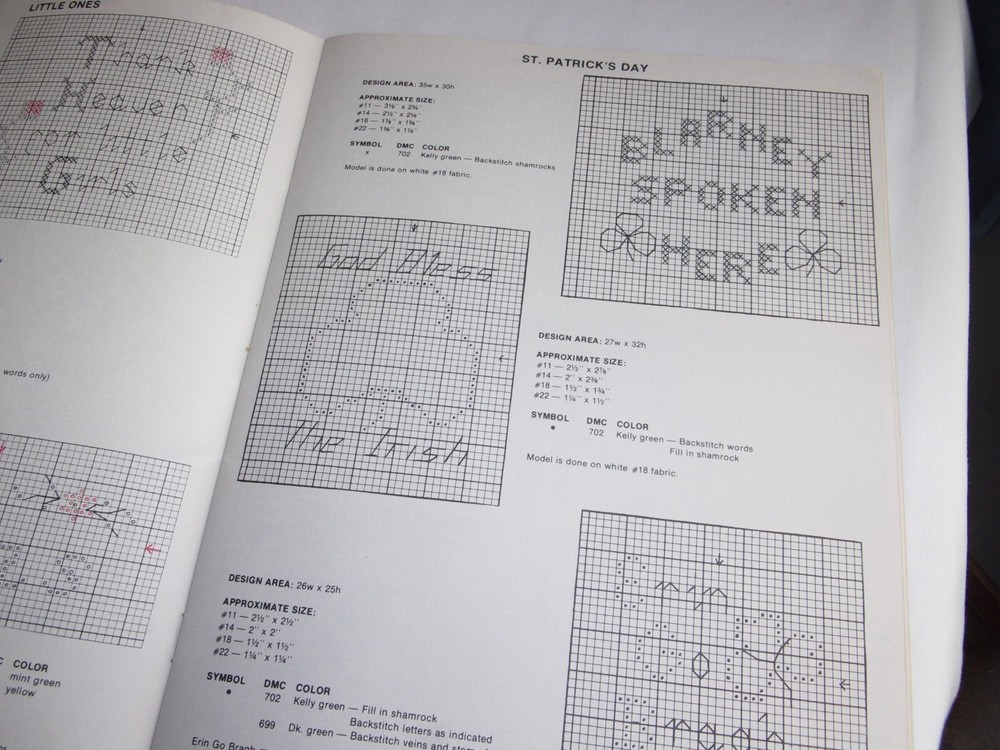 LITTLE ONES
Thank
Heaven
For little
Girls
words only)
COLOR
mint green
yellow
ST. PATRICK'S DAY
DESIGN AREA: 35w x 30h
APPROXIMATE SIZE:
#11 — 3⅛" x 2¾"
#14 — 2½" x 2⅛"
#18 — 1⅞" x 1⅝"
#22 — 1⅝" x 1⅜"
SYMBOL DMC COLOR
x 702 Kelly green — Backstitch shamrocks
Model is done on white #18 fabric.
BLARNEY
SPOKEN
HERE
God Bless
The Irish
DESIGN AREA: 27w x 32h
APPROXIMATE SIZE:
#11 — 2½" x 2⅞"
#14 — 2" x 2⅜"
#18 — 1½" x 1¾"
#22 — 1¼" x 1½"
SYMBOL DMC COLOR
• 702 Kelly green — Backstitch words
Fill in shamrock
Model is done on white #18 fabric.
DESIGN AREA: 26w x 25h
APPROXIMATE SIZE:
#11 — 2½" x 2½"
#14 — 2" x 2"
#18 — 1½" x 1½"
#22 — 1¼" x 1¼"
SYMBOL DMC COLOR
• 702 Kelly green — Fill in shamrock
Backstitch letters as indicated
699 Dk. green — Backstitch veins and
Erin Go Bragh
Erin
Go